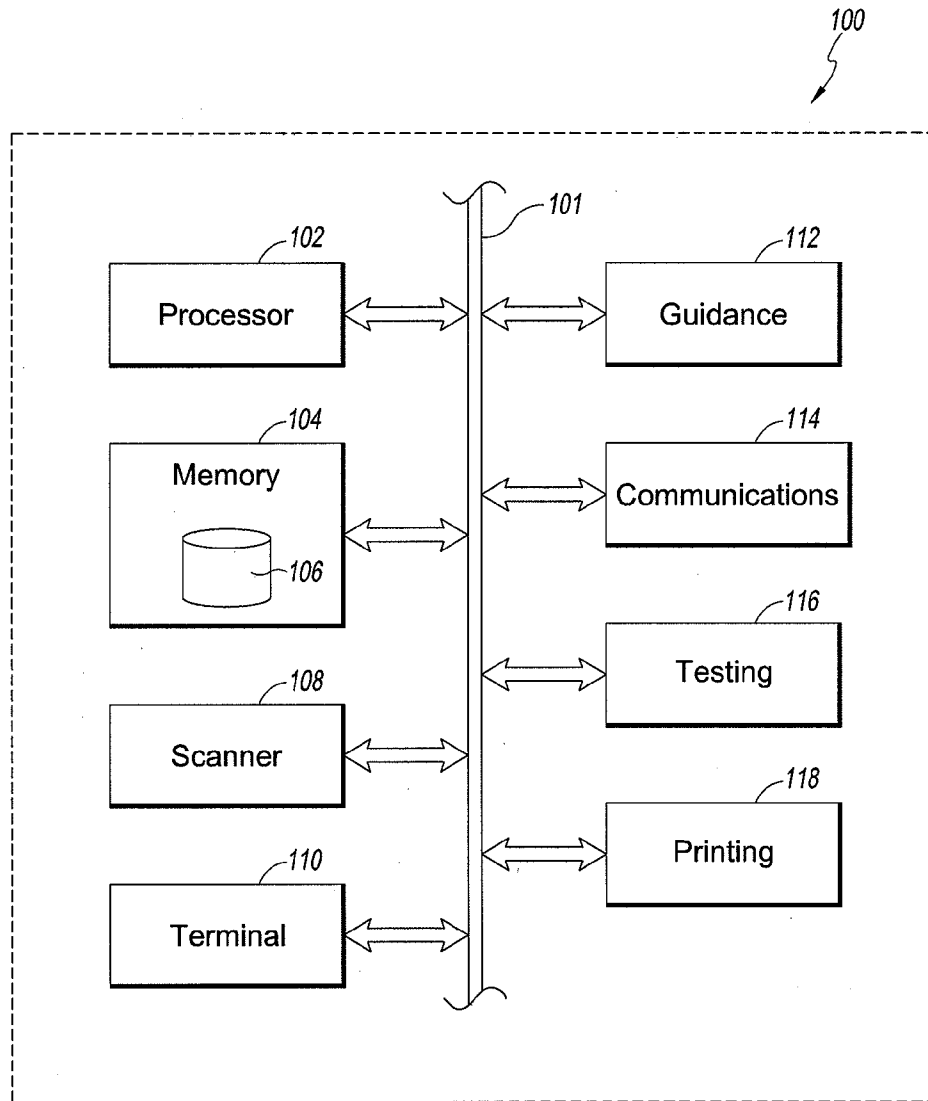 100
101
102
Processor
104
Memory
106
108
Scanner
110
Terminal
112
Guidance
114
Communications
116
Testing
118
Printing